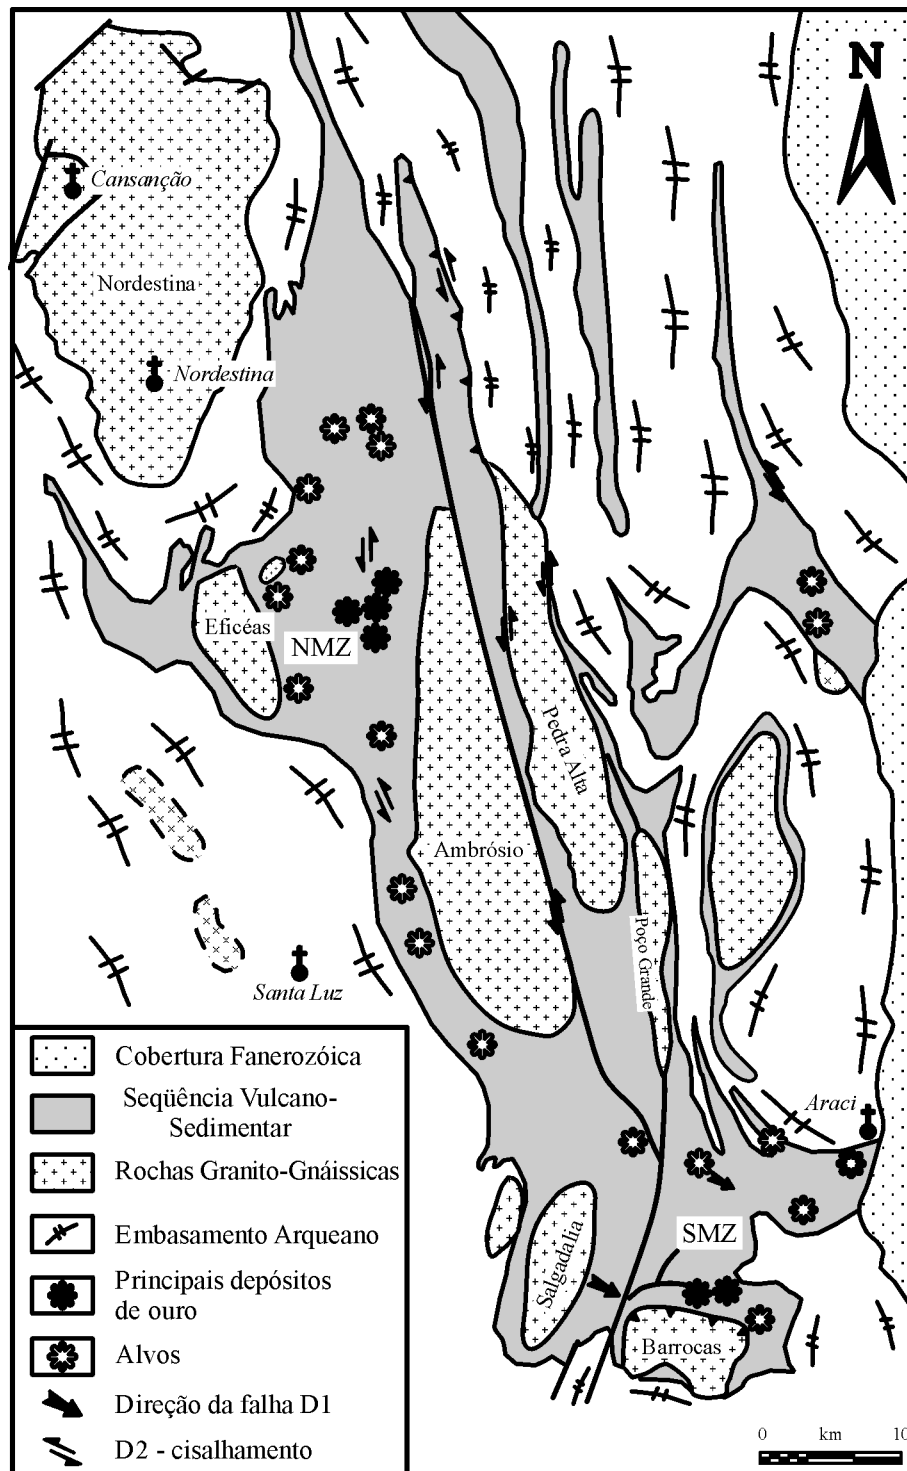 N
Cansanção
Nordestina
Nordestina
Eficéas
NMZ
Pedra Alta
Ambrósio
Poço Grande
Santa Luz
Araci
SMZ
Salgadalia
Barrocas
Cobertura Fanerozóica
Seqüência Vulcano-
Sedimentar
Rochas Granito-Gnáissicas
Embasamento Arqueano
Principais depósitos
de ouro
Alvos
Direção da falha D1
D2 - cisalhamento
0 km 10